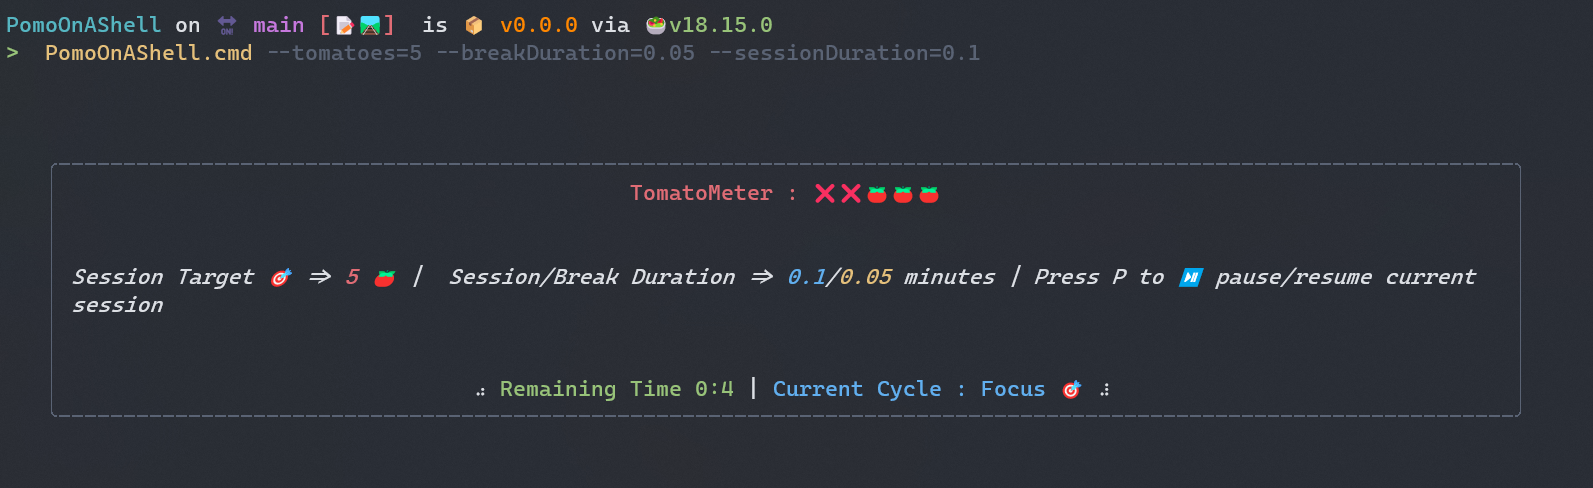 PomoOnAShell on ON! main [📝🛤️] is 📦 v0.0.0 via 🥗v18.15.0
> PomoOnAShell.cmd --tomatoes=5 --breakDuration=0.05 --sessionDuration=0.1
TomatoMeter : ❌❌🍅🍅🍅
Session Target 🎯 => 5 🍅 | Session/Break Duration => 0.1/0.05 minutes | Press P to ⏯️ pause/resume current
session
⠴ Remaining Time 0:4 | Current Cycle : Focus 🎯 ⠼